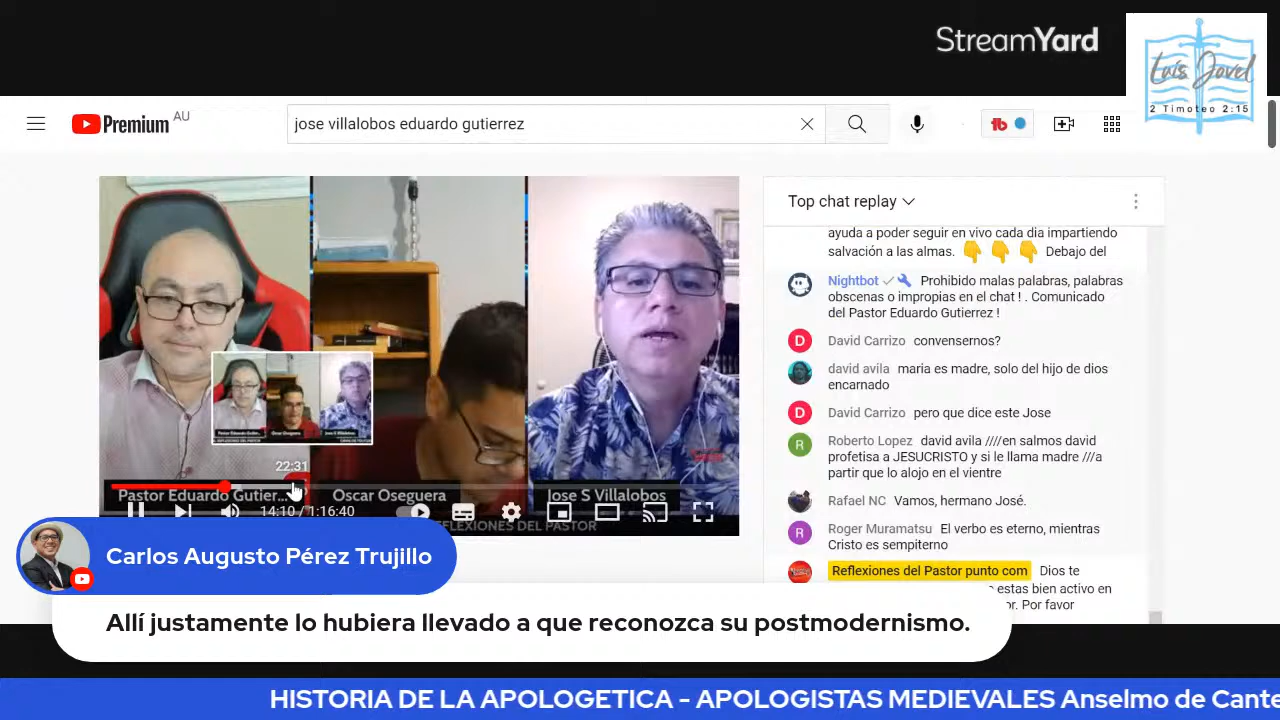 StreamYard
Luis Jovel
2 Timoteo 2:15
Premium AU
jose villalobos eduardo gutierrez
Top chat replay
ayuda a poder seguir en vivo cada dia impartiendo
salvación a las almas. Debajo del
Nightbot Prohibido malas palabras, palabras
obscenas o impropias en el chat ! . Comunicado
del Pastor Eduardo Gutierrez !
David Carrizo convensernos?
david avila maria es madre, solo del hijo de dios
encarnado
David Carrizo pero que dice este Jose
Roberto Lopez david avila ////en salmos david
profetisa a JESUCRISTO y si le llama madre ///a
partir que lo alojo en el vientre
Rafael NC Vamos, hermano José.
Roger Muramatsu El verbo es eterno, mientras
Cristo es sempiterno
Reflexiones del Pastor punto com Dios te
estas bien activo en
or. Por favor
22:31
Pastor Eduardo Gutier...
Oscar Oseguera
Jose S Villalobos
14:10 / 1:16:40
EFLEXIONES DEL PASTOR
Carlos Augusto Pérez Trujillo
Allí justamente lo hubiera llevado a que reconozca su postmodernismo.
HISTORIA DE LA APOLOGETICA - APOLOGISTAS MEDIEVALES Anselmo de Cante